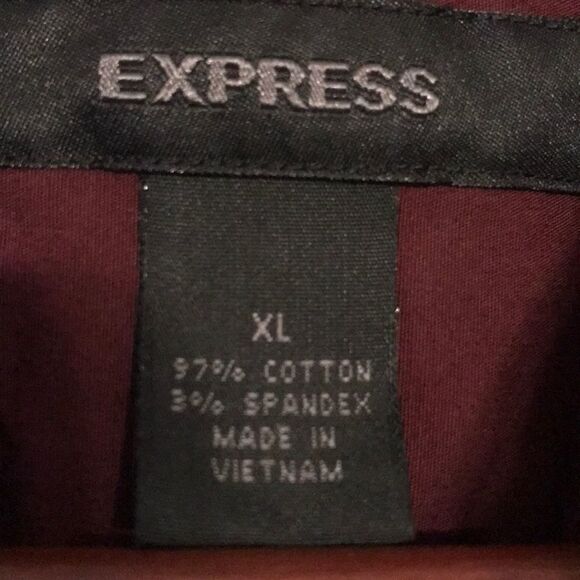 EXPRESS
XL
97% COTTON
3% SPANDEX
MADE IN
VIETNAM